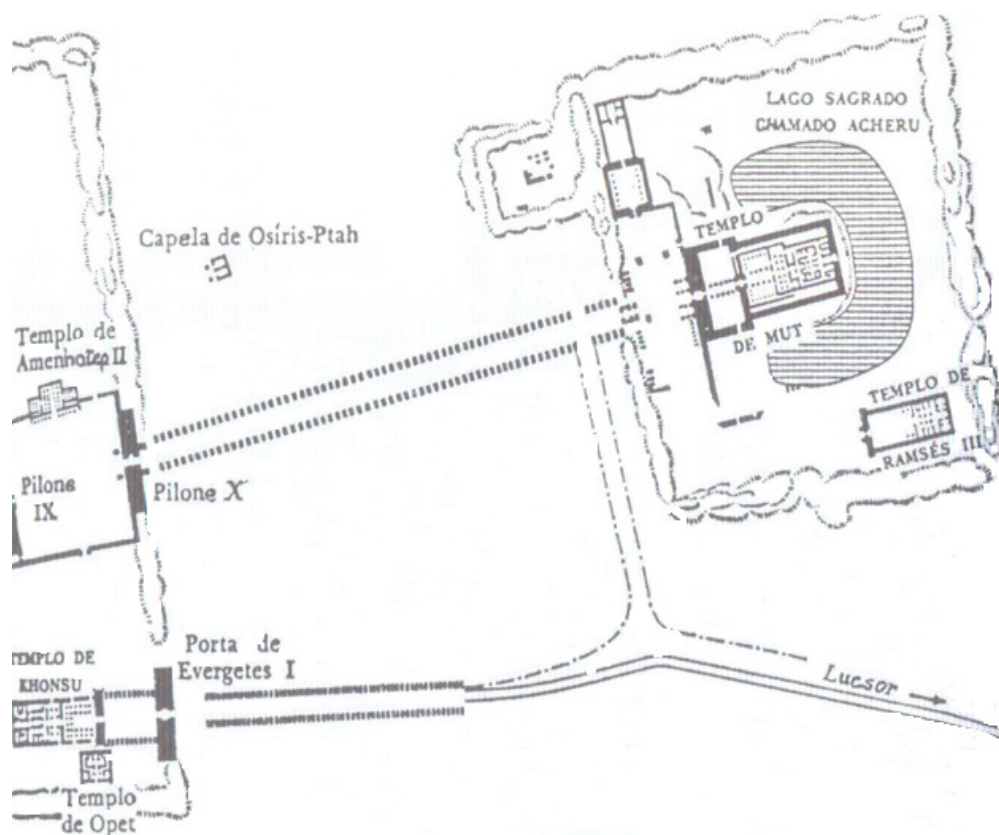 LAGO SAGRADO
CHAMADO ACHERU
TEMPLO
DE MUT
Capela de Osíris-Ptah
Templo de
Amenhotep II
TEMPLO DE
RAMSÉS III
Pilone
IX
Pilone X
Porta de
Evergetes I
TEMPLO DE
KHONSU
Lucsor
Templo
de Opet